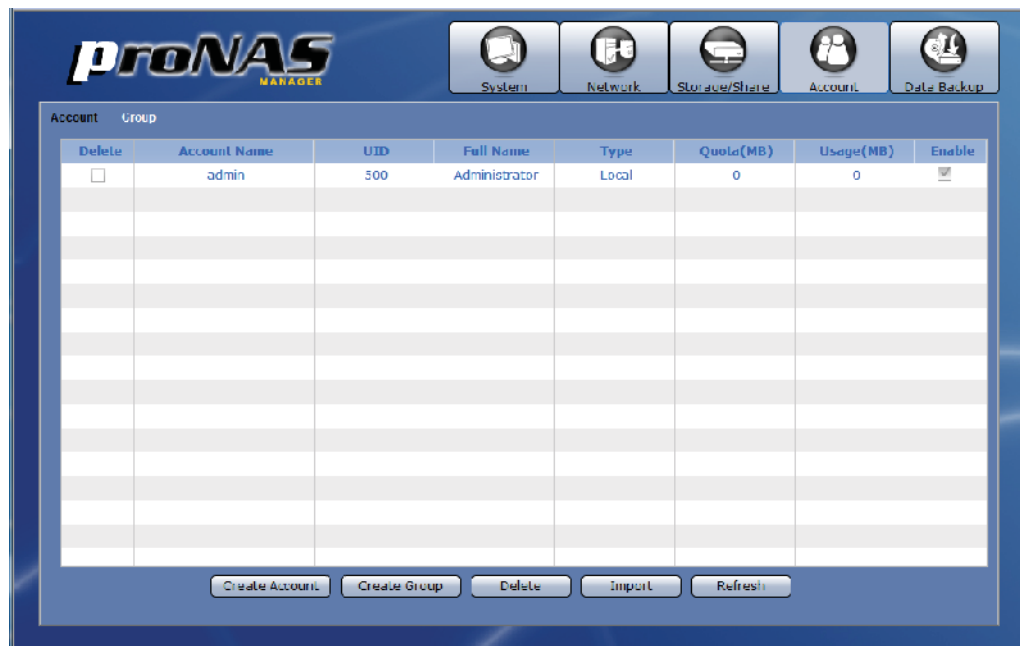 proNAS
MANAGER
System Network Storage/Share Account Data Backup
Account Group
Delete Account Name UID Full Name Type Quota(MB) Usage(MB) Enable
admin 500 Administrator Local 0 0
Create Account Create Group Delete Import Refresh